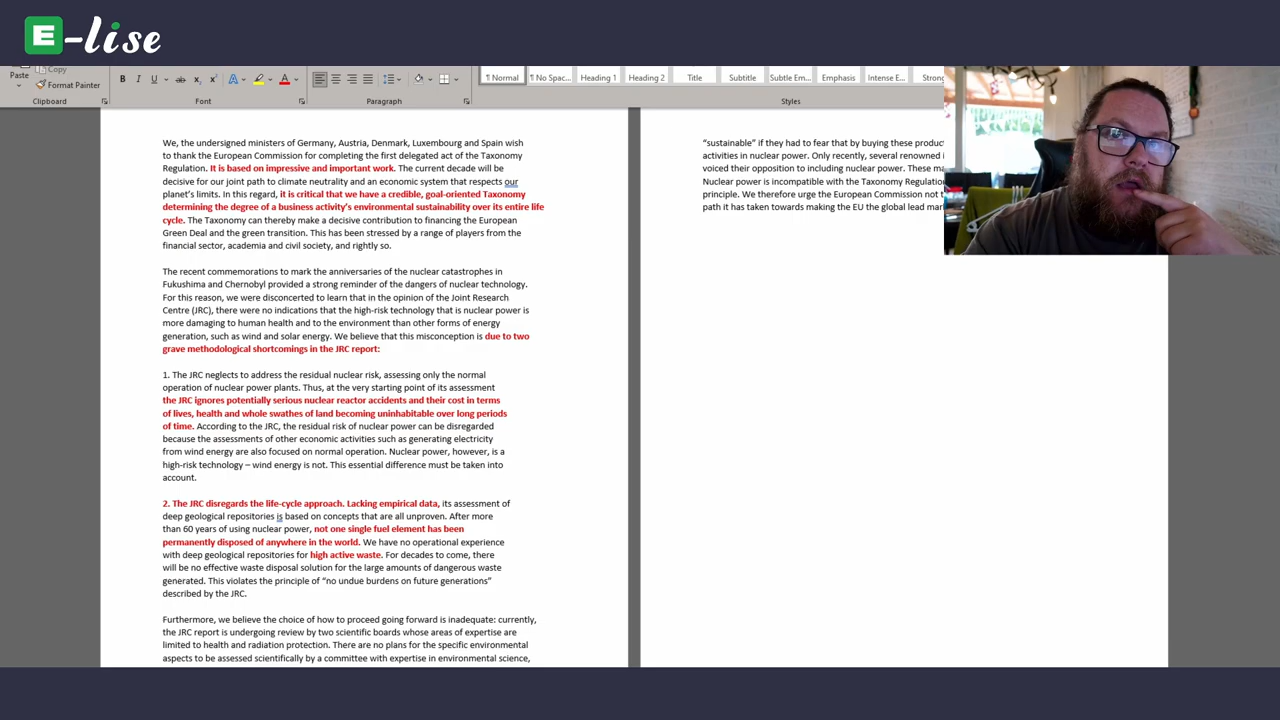 E-lise
Copy
Paste
Format Painter
B I U ab x₂ x² A A
Normal No Spac... Heading 1 Heading 2 Title Subtitle Subtle Em... Emphasis Intense E... Strong
Clipboard Font Paragraph Styles
We, the undersigned ministers of Germany, Austria, Denmark, Luxembourg and Spain wish
to thank the European Commission for completing the first delegated act of the Taxonomy
Regulation. It is based on impressive and important work. The current decade will be
decisive for our joint path to climate neutrality and an economic system that respects our
planet's limits. In this regard, it is critical that we have a credible, goal-oriented Taxonomy
determining the degree of a business activity's environmental sustainability over its entire life
cycle. The Taxonomy can thereby make a decisive contribution to financing the European
Green Deal and the green transition. This has been stressed by a range of players from the
financial sector, academia and civil society, and rightly so.
The recent commemorations to mark the anniversaries of the nuclear catastrophes in
Fukushima and Chernobyl provided a strong reminder of the dangers of nuclear technology.
For this reason, we were disconcerted to learn that in the opinion of the Joint Research
Centre (JRC), there were no indications that the high-risk technology that is nuclear power is
more damaging to human health and to the environment than other forms of energy
generation, such as wind and solar energy. We believe that this misconception is due to two
grave methodological shortcomings in the JRC report:
1. The JRC neglects to address the residual nuclear risk, assessing only the normal
operation of nuclear power plants. Thus, at the very starting point of its assessment
the JRC ignores potentially serious nuclear reactor accidents and their cost in terms
of lives, health and whole swathes of land becoming uninhabitable over long periods
of time. According to the JRC, the residual risk of nuclear power can be disregarded
because the assessments of other economic activities such as generating electricity
from wind energy are also focused on normal operation. Nuclear power, however, is a
high-risk technology – wind energy is not. This essential difference must be taken into
account.
2. The JRC disregards the life-cycle approach. Lacking empirical data, its assessment of
deep geological repositories is based on concepts that are all unproven. After more
than 60 years of using nuclear power, not one single fuel element has been
permanently disposed of anywhere in the world. We have no operational experience
with deep geological repositories for high active waste. For decades to come, there
will be no effective waste disposal solution for the large amounts of dangerous waste
generated. This violates the principle of “no undue burdens on future generations”
described by the JRC.
Furthermore, we believe the choice of how to proceed going forward is inadequate: currently,
the JRC report is undergoing review by two scientific boards whose areas of expertise are
limited to health and radiation protection. There are no plans for the specific environmental
aspects to be assessed scientifically by a committee with expertise in environmental science,
“sustainable” if they had to fear that by buying these produc
activities in nuclear power. Only recently, several renowned
voiced their opposition to including nuclear power. These ma
Nuclear power is incompatible with the Taxonomy Regulation
principle. We therefore urge the European Commission not t
path it has taken towards making the EU the global lead mar